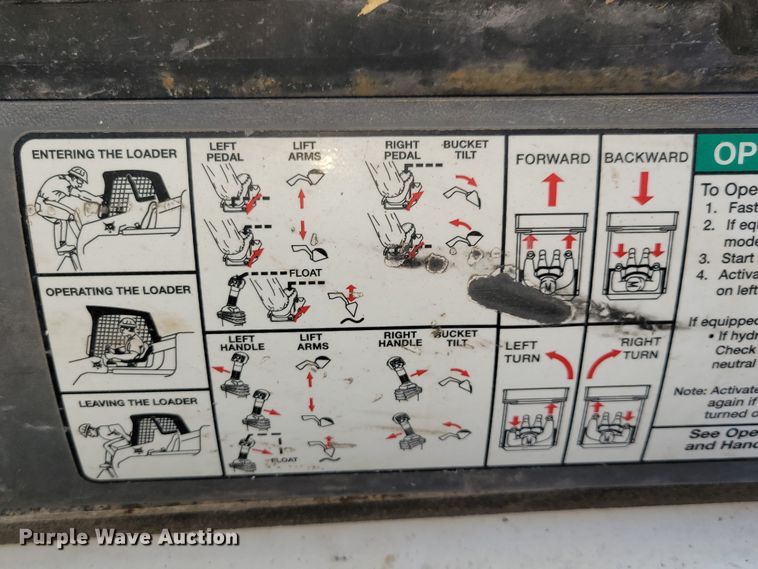 ENTERING THE LOADER
OPERATING THE LOADER
LEAVING THE LOADER
LEFT PEDAL
LIFT ARMS
RIGHT PEDAL
BUCKET TILT
FLOAT
LEFT HANDLE
LIFT ARMS
RIGHT HANDLE
BUCKET TILT
FLOAT
FORWARD
BACKWARD
LEFT TURN
RIGHT TURN
OP
To Ope
1. Fast
2. If equ
mode
3. Start
4. Activa
on left
If equipped
• If hydr
Check
neutral
Note: Activate
again if
turned o
See Ope
and Hand
Purple Wave Auction